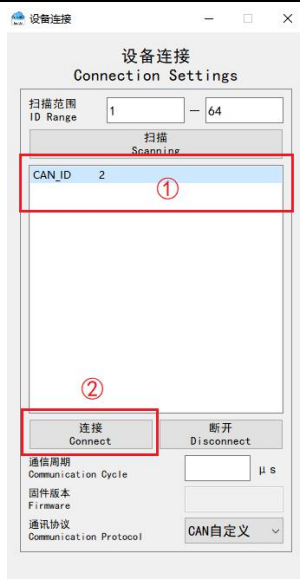 设备连接
设备连接
Connection Settings
扫描范围
ID Range
1 — 64
扫描
Scanning
CAN_ID 2
①
②
连接
Connect
断开
Disconnect
通信周期
Communication Cycle
μs
固件版本
Firmware
通讯协议
Communication Protocol
CAN自定义